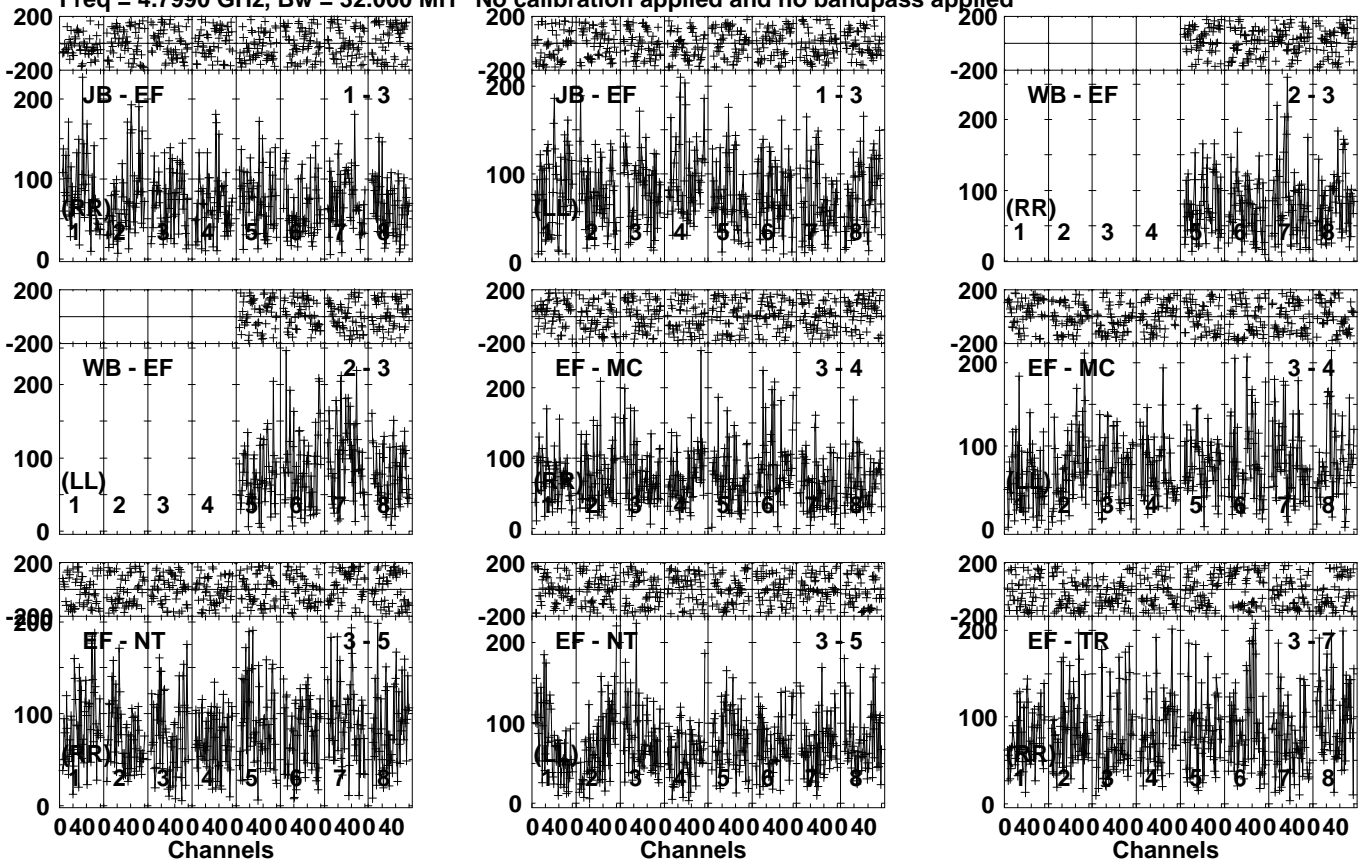 Freq = 4.7990 GHz, Bw = 32.000 MH No calibration applied and no bandpass applied
200 200 200
-200 -200 -200
JB - EF 1 - 3 JB - EF 1 - 3 WB - EF 2 - 3
200 200 200
100 100 100
(RR) (LL) (RR)
1 2 3 4 5 6 7 8 1 2 3 4 5 6 7 8 1 2 3 4 5 6 7 8
0 0 0
200 200 200
-200 -200 -200
WB - EF 2 - 3 EF - MC 3 - 4 EF - MC 3 - 4
200 200 200
100 100 100
(LL) (RR) (LL)
1 2 3 4 5 6 7 8 1 2 3 4 5 6 7 8 1 2 3 4 5 6 7 8
0 0 0
200 200 200
-200 -200 -200
200 200 200
EF - NT 3 - 5 EF - NT 3 - 5 EF - TR 3 - 7
100 100 100
(RR) (LL) (RR)
1 2 3 4 5 6 7 8 1 2 3 4 5 6 7 8 1 2 3 4 5 6 7 8
0 0 0
0 40 0 40 0 40 0 40 0 40 0 40 0 40 0 40 0 40 0 40 0 40 0 40 0 40 0 40 0 40 0 40 0 40 0 40 0 40 0 40 0 40 0 40 0 40 0 40
Channels Channels Channels